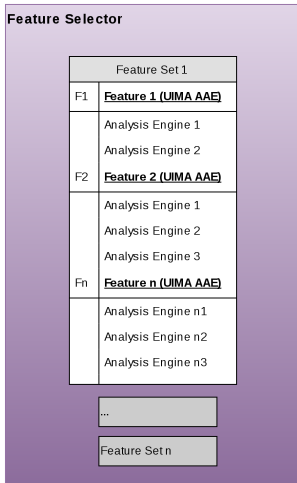 Feature Selector
Feature Set 1
F1 Feature 1 (UIMA AAE)
Analysis Engine 1
Analysis Engine 2
F2 Feature 2 (UIMA AAE)
Analysis Engine 1
Analysis Engine 2
Analysis Engine 3
Fn Feature n (UIMA AAE)
Analysis Engine n1
Analysis Engine n2
Analysis Engine n3
...
Feature Set n